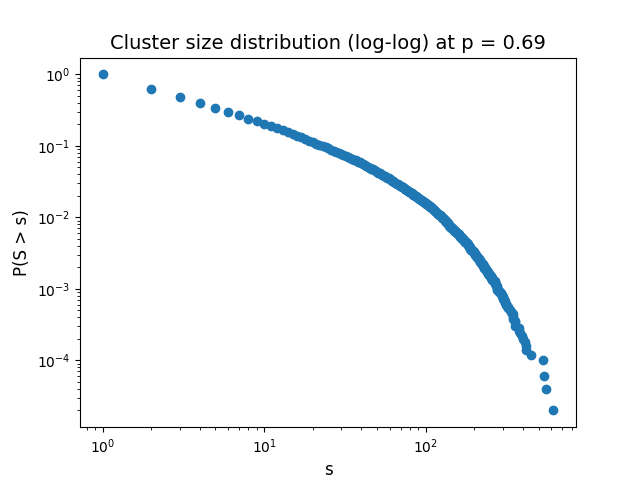 Cluster size distribution (log-log) at p = 0.69
P(S > s)
10⁰
10⁻¹
10⁻²
10⁻³
10⁻⁴
10⁰ 10¹ 10²
s